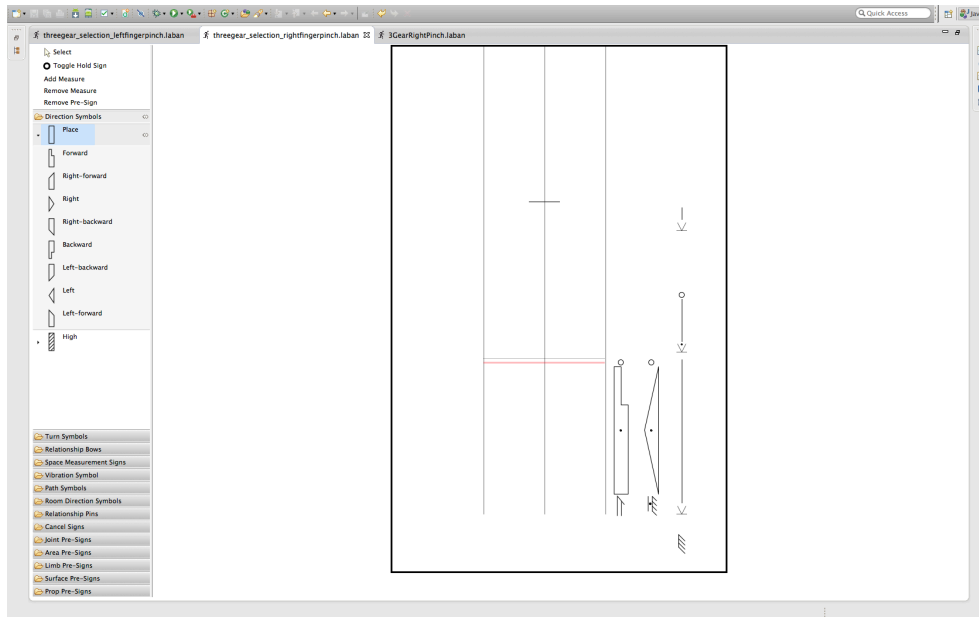 Quick Access
Java
threegear_selection_leftfingerpinch.laban
threegear_selection_rightfingerpinch.laban
3GearRightPinch.laban
Select
Toggle Hold Sign
Add Measure
Remove Measure
Remove Pre-Sign
Direction Symbols
Place
Forward
Right-forward
Right
Right-backward
Backward
Left-backward
Left
Left-forward
High
Turn Symbols
Relationship Bows
Space Measurement Signs
Vibration Symbol
Path Symbols
Room Direction Symbols
Relationship Pins
Cancel Signs
Joint Pre-Signs
Area Pre-Signs
Limb Pre-Signs
Surface Pre-Signs
Prop Pre-Signs